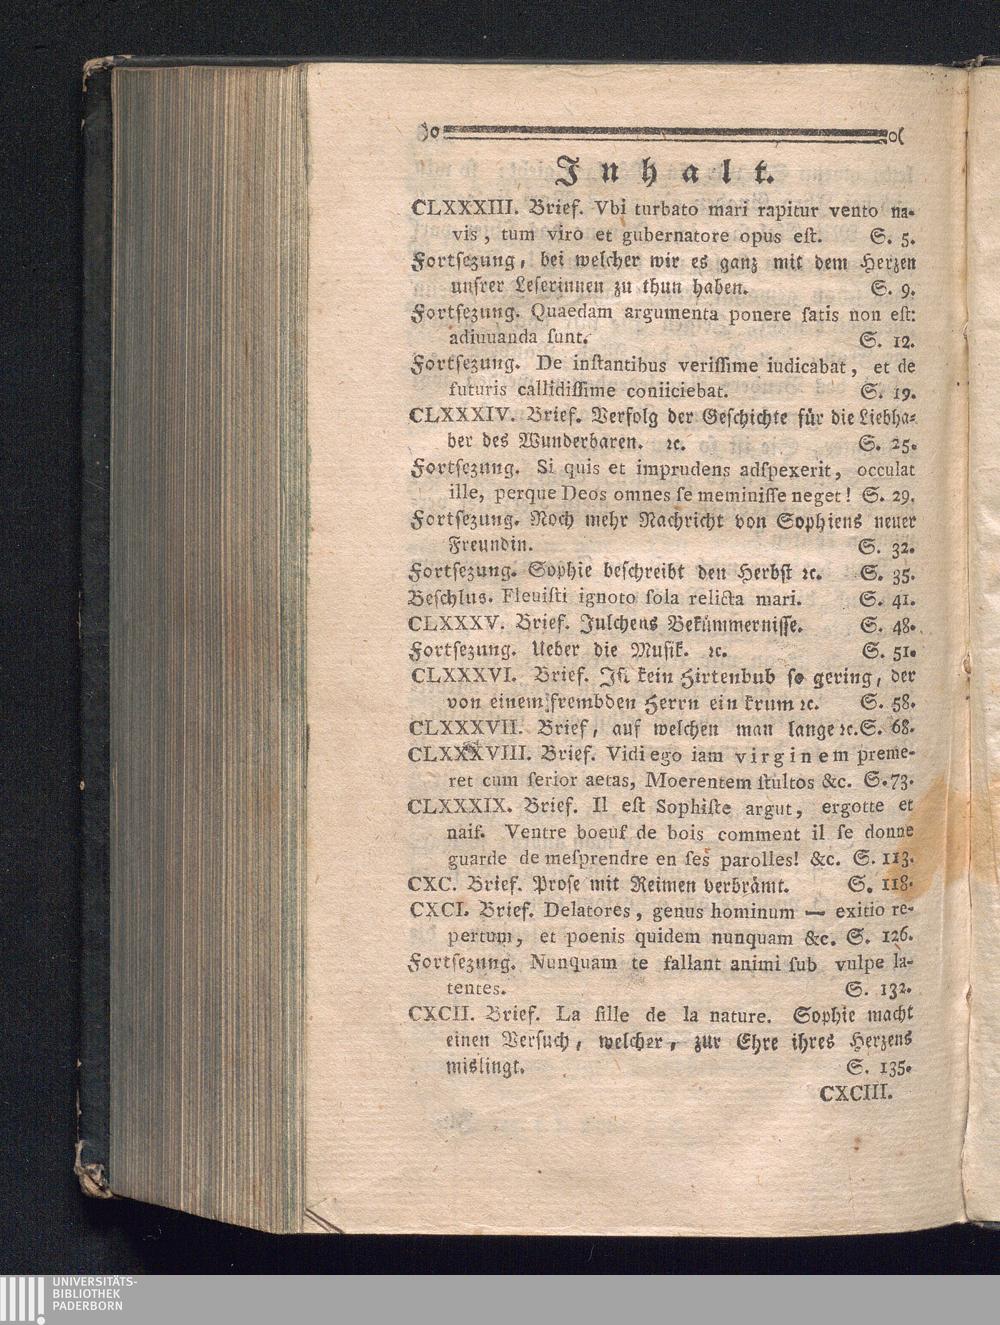 Inhalt.
CLXXXIII. Brief. Vbi turbato mari rapitur vento na-
vis, tum viro et gubernatore opus eſt. S. 5.
Fortſezung, bei welcher wir es ganz mit dem Herzen
unſrer Leſerinnen zu thun haben. S. 9.
Fortſezung. Quaedam argumenta ponere ſatis non eſt:
adiuuanda ſunt. S. 12.
Fortſezung. De inſtantibus veriſſime iudicabat, et de
futuris callidiſſime coniiciebat. S. 19.
CLXXXIV. Brief. Verfolg der Geſchichte für die Liebha-
ber des Wunderbaren. ꝛc. S. 25.
Fortſezung. Si quis et imprudens adſpexerit, occulat
ille, perque Deos omnes ſe meminiſſe neget! S. 29.
Fortſezung. Noch mehr Nachricht von Sophiens neuer
Freundin. S. 32.
Fortſezung. Sophie beſchreibt den Herbſt ꝛc. S. 35.
Beſchlus. Fleuiſti ignoto ſola relicta mari. S. 41.
CLXXXV. Brief. Julchens Bekümmerniſſe. S. 48.
Fortſezung. Ueber die Muſik. ꝛc. S. 51.
CLXXXVI. Brief. Iſt kein Hirtenbub ſo gering, der
von einem frembden Herrn ein krum ꝛc. S. 58.
CLXXXVII. Brief, auf welchen man lange ꝛc. S. 68.
CLXXXVIII. Brief. Vidi ego iam virginem preme-
ret cum ſerior aetas, Moerentem ſtultos &c. S. 73.
CLXXXIX. Brief. Il eſt Sophiſte argut, ergotte et
naif. Ventre boeuf de bois comment il ſe donne
guarde de meſprendre en ſes parolles! &c. S. 113.
CXC. Brief. Proſe mit Reimen verbrämt. S. 118.
CXCI. Brief. Delatores, genus hominum — exitio re-
pertum, et poenis quidem nunquam &c. S. 126.
Fortſezung. Nunquam te fallant animi ſub vulpe la-
tentes. S. 132.
CXCII. Brief. La fille de la nature. Sophie macht
einen Verſuch, welcher, zur Ehre ihres Herzens
mislingt. S. 135.
CXCIII.
UNIVERSITÄTS-
BIBLIOTHEK
PADERBORN